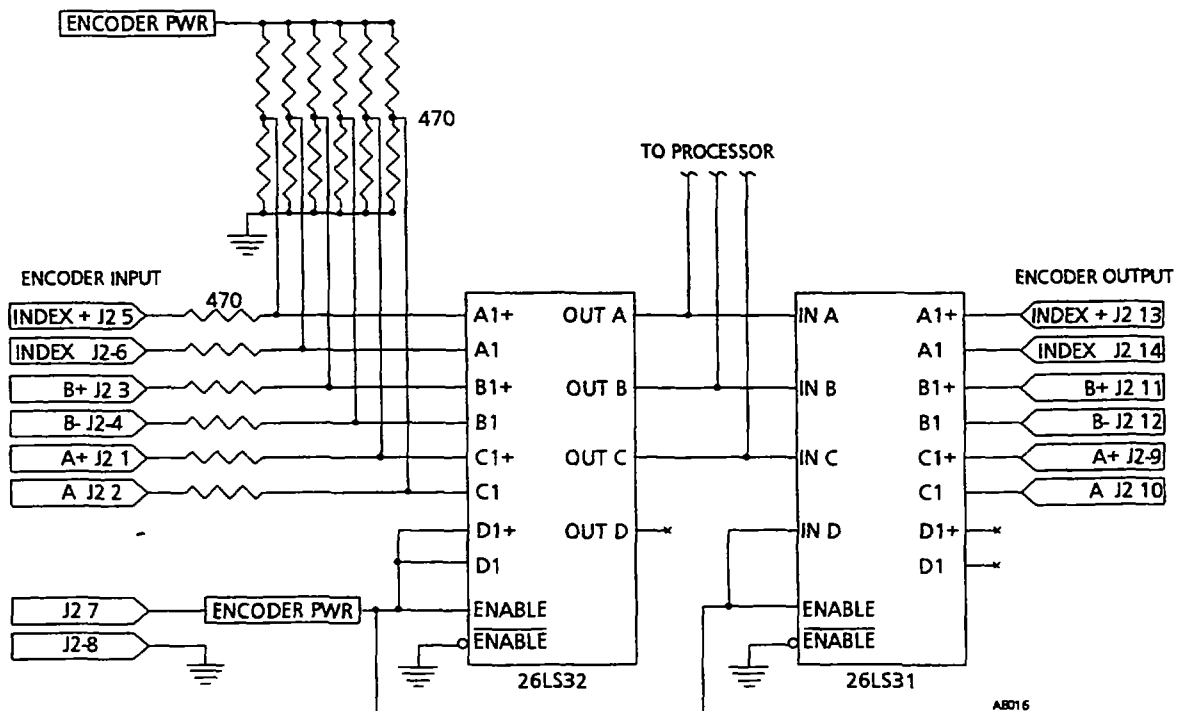 ENCODER PWR
470
TO PROCESSOR
ENCODER INPUT
ENCODER OUTPUT
470
INDEX + J2 5
A1+
OUT A
IN A
A1+
INDEX + J2 13
INDEX J2-6
A1
A1
INDEX J2 14
B+ J2 3
B1+
OUT B
IN B
B1+
B+ J2 11
B- J2-4
B1
B1
B- J2 12
A+ J2 1
C1+
OUT C
IN C
C1+
A+ J2-9
A J2 2
C1
C1
A J2 10
D1+
OUT D
IN D
D1+
D1
D1
J2 7
ENCODER PWR
ENABLE
ENABLE
J2-8
ENABLE
ENABLE
26LS32
26LS31
AB016